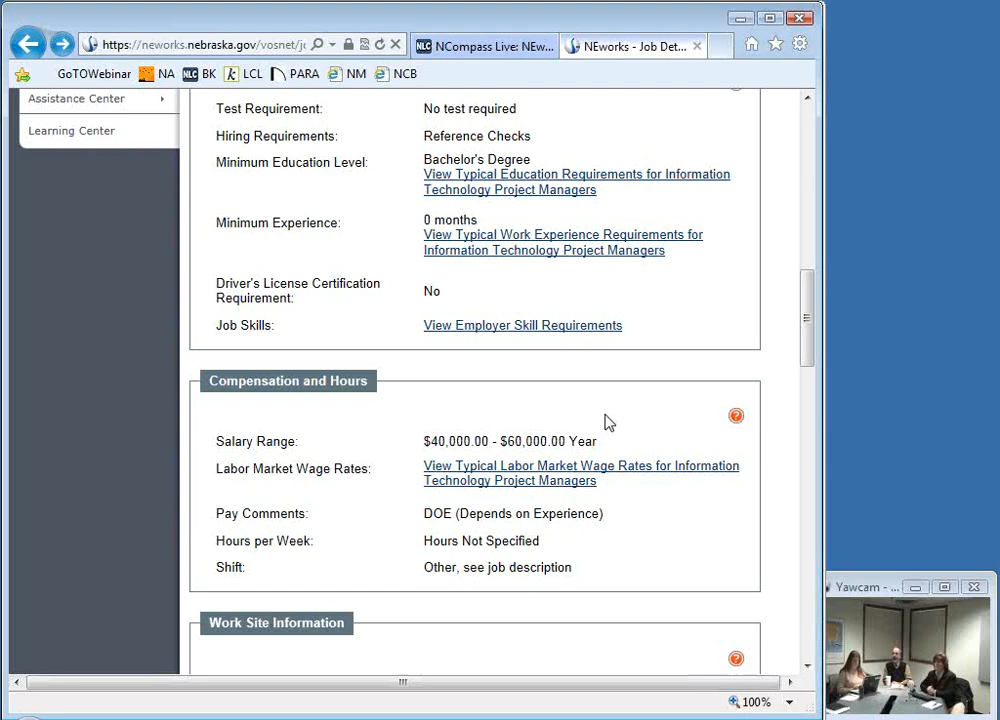 https://neworks.nebraska.gov/vosnet/j
NLC NCompass Live: NEw...
NEworks - Job Det...
GoTOWebinar
NA
NLC BK
k LCL
PARA
NM
NCB
Assistance Center
Learning Center
Test Requirement: No test required
Hiring Requirements: Reference Checks
Minimum Education Level: Bachelor's Degree
View Typical Education Requirements for Information
Technology Project Managers
Minimum Experience: 0 months
View Typical Work Experience Requirements for
Information Technology Project Managers
Driver's License Certification
Requirement: No
Job Skills: View Employer Skill Requirements
Compensation and Hours
?
Salary Range: $40,000.00 - $60,000.00 Year
Labor Market Wage Rates: View Typical Labor Market Wage Rates for Information
Technology Project Managers
Pay Comments: DOE (Depends on Experience)
Hours per Week: Hours Not Specified
Shift: Other, see job description
Work Site Information
?
100%
Yawcam - ...